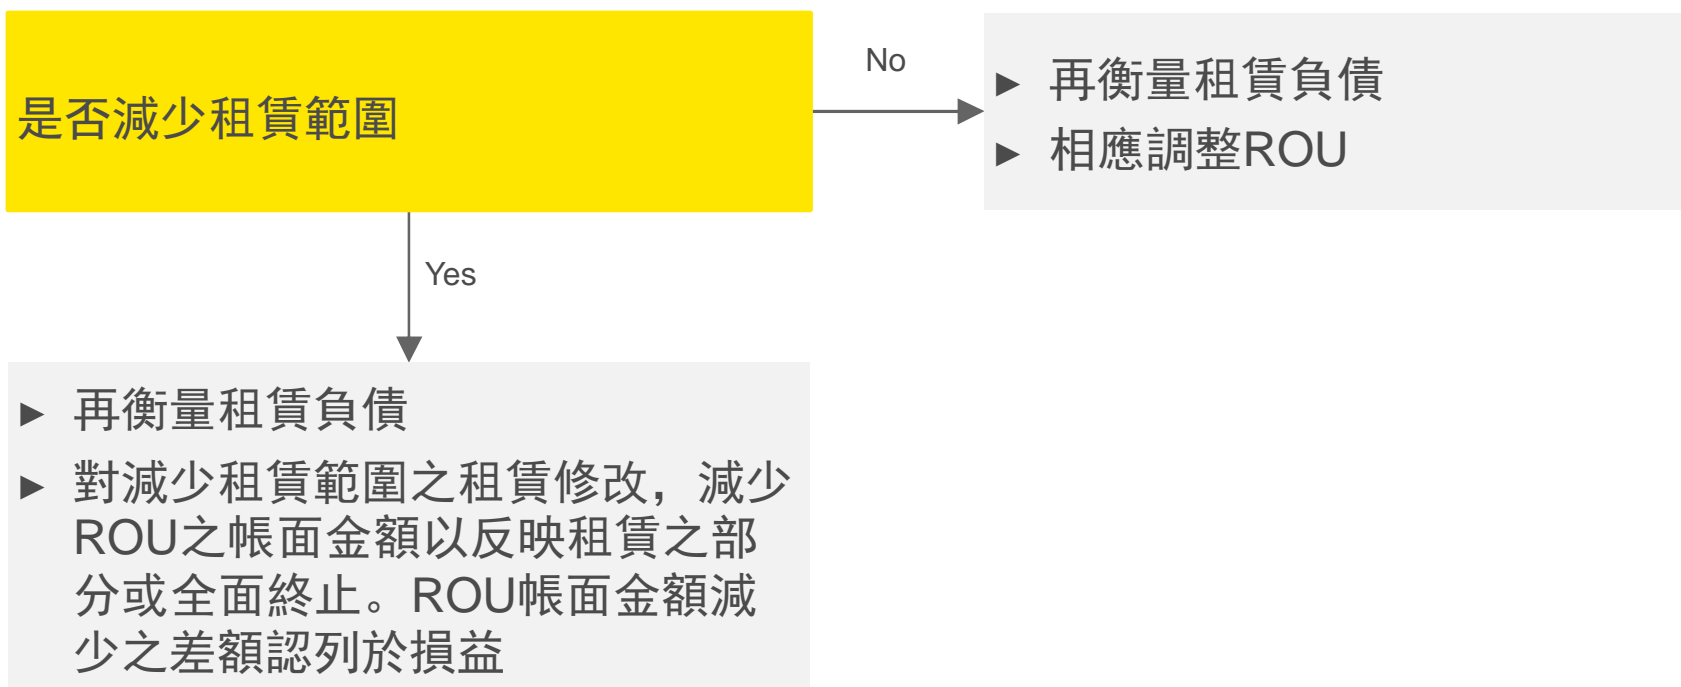 是否減少租賃範圍
No
► 再衡量租賃負債
► 相應調整ROU
Yes
► 再衡量租賃負債
► 對減少租賃範圍之租賃修改，減少
ROU之帳面金額以反映租賃之部
分或全面終止。ROU帳面金額減
少之差額認列於損益